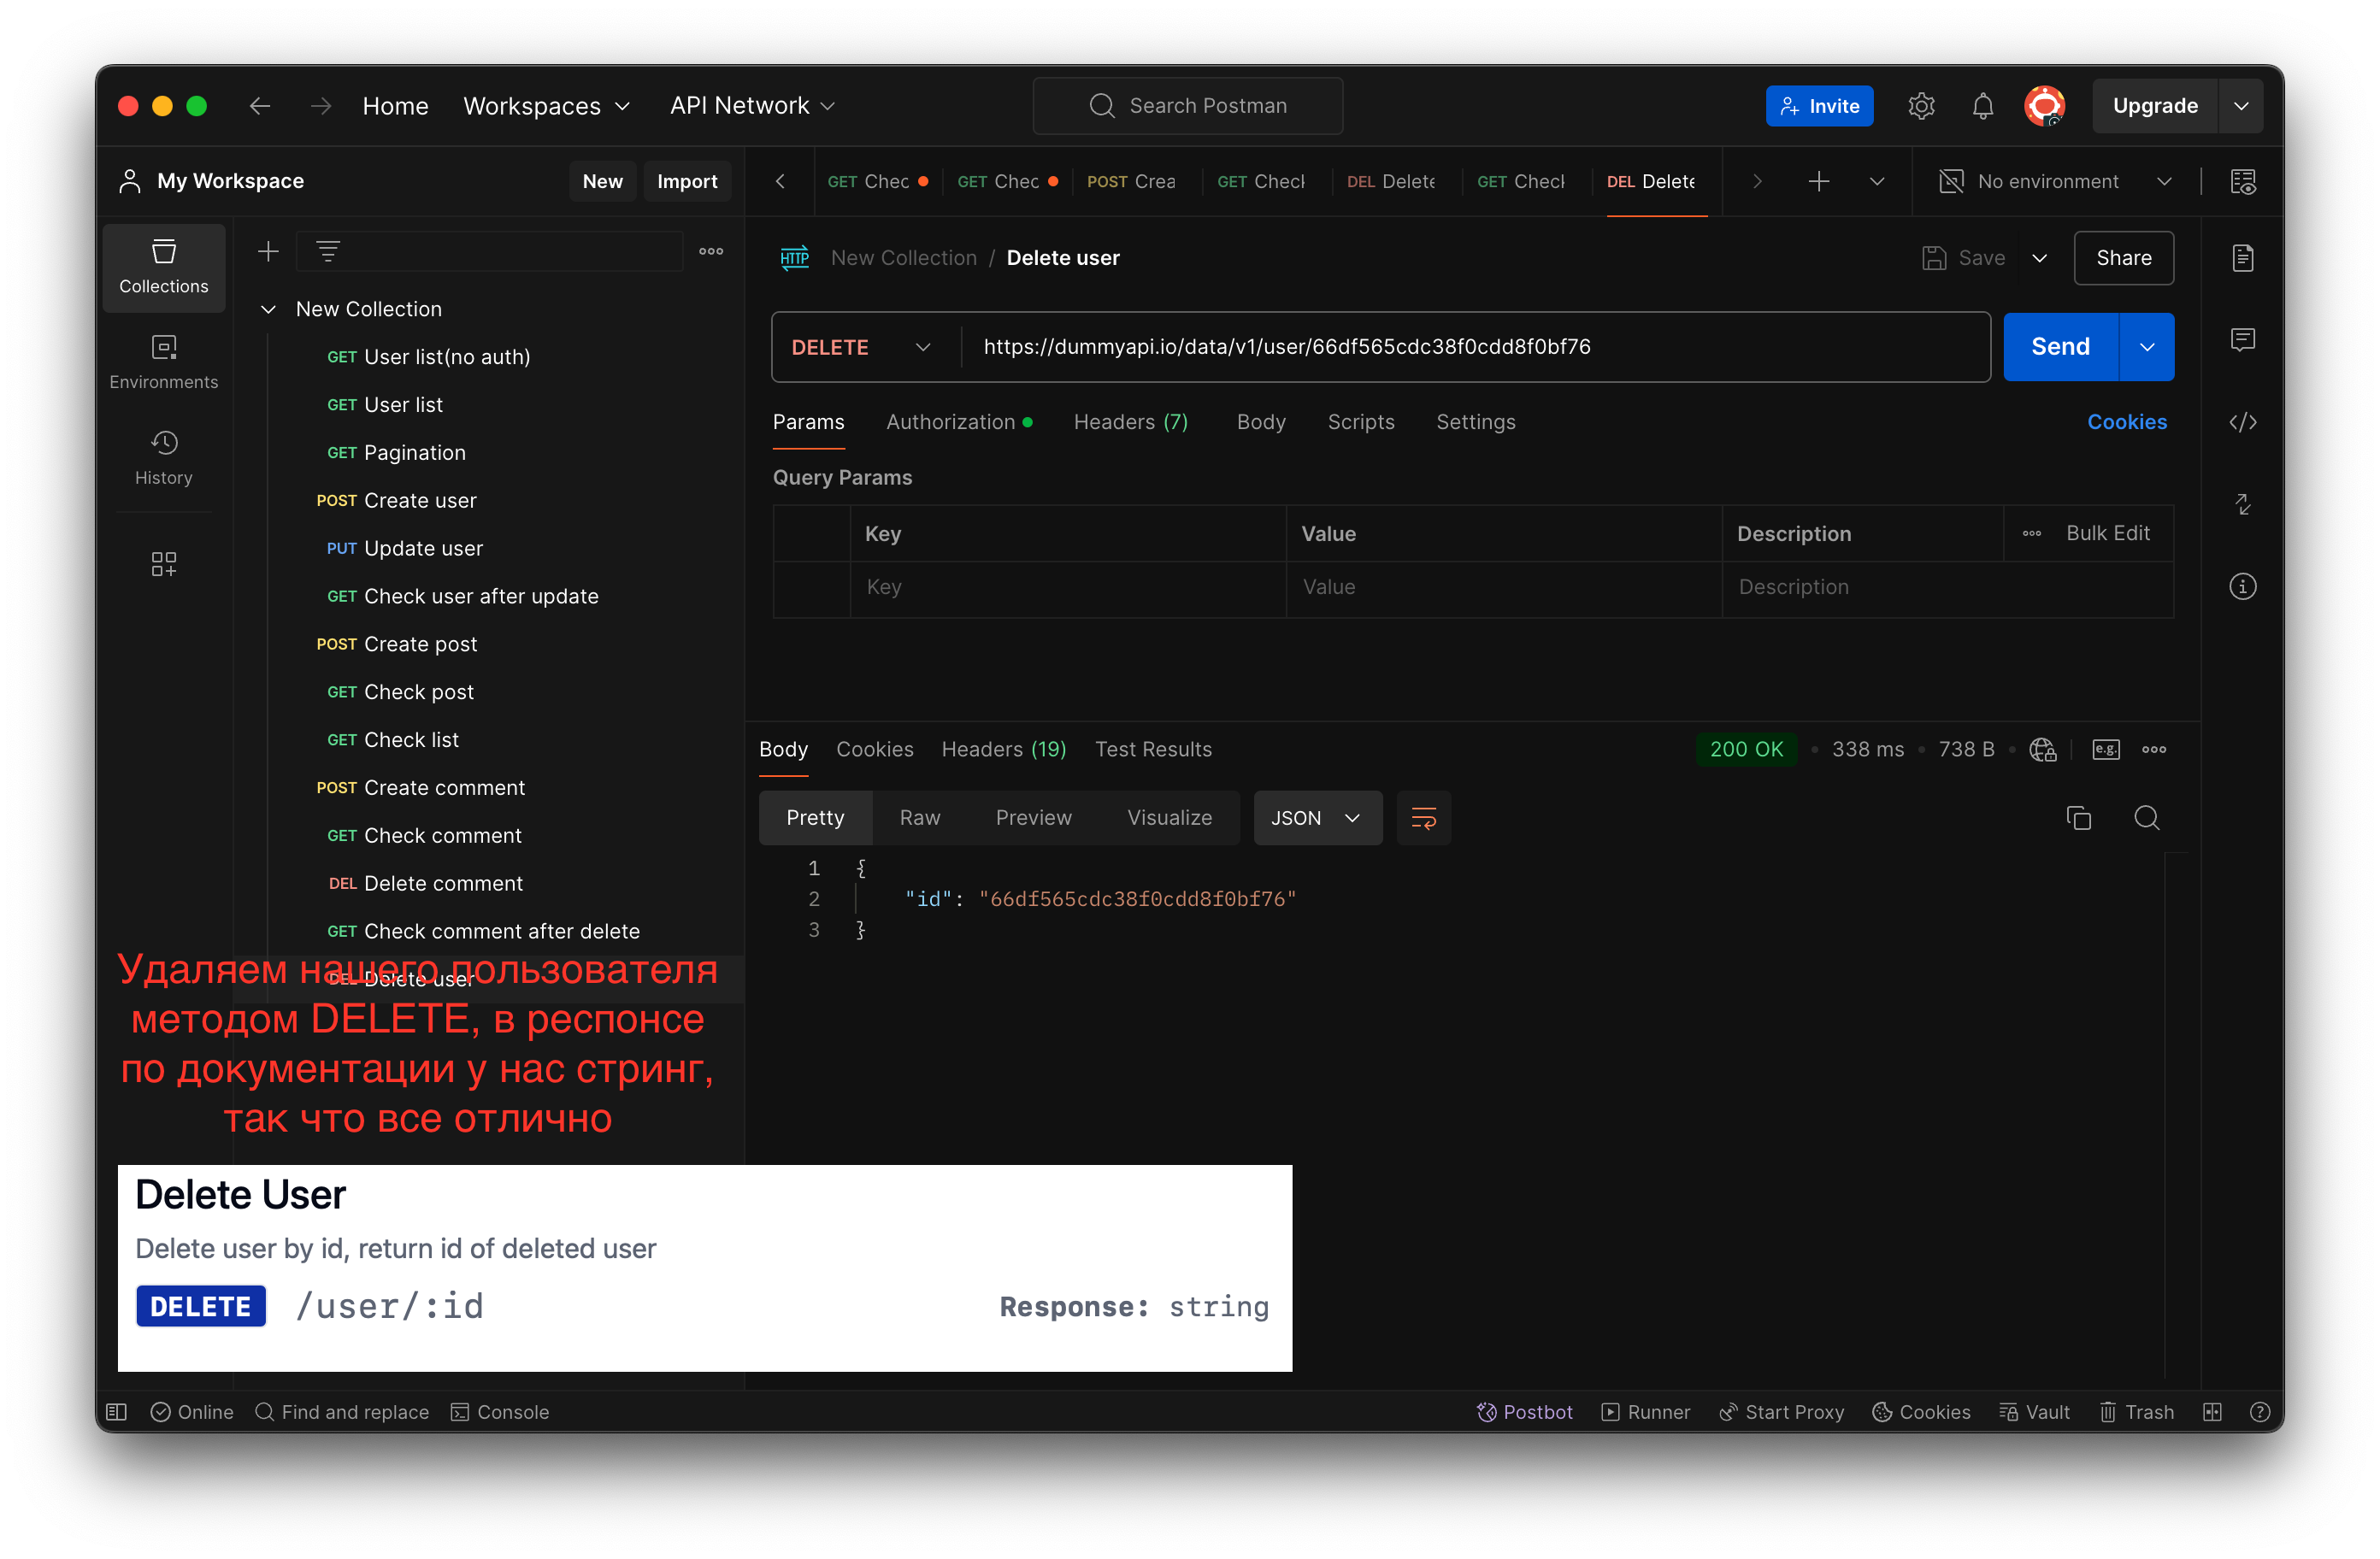 Home Workspaces API Network Search Postman Invite Upgrade
My Workspace New Import
GET Chec GET Chec POST Crea GET Check DEL Delete GET Check DEL Delete No environment
Collections
Environments
History
New Collection
GET User list(no auth)
GET User list
GET Pagination
POST Create user
PUT Update user
GET Check user after update
POST Create post
GET Check post
GET Check list
POST Create comment
GET Check comment
DEL Delete comment
GET Check comment after delete
DEL Delete user
HTTP New Collection / Delete user Save Share
DELETE https://dummyapi.io/data/v1/user/66df565cdc38f0cdd8f0bf76 Send
Params Authorization Headers (7) Body Scripts Settings Cookies
Query Params
Key Value Description Bulk Edit
Key Value Description
Body Cookies Headers (19) Test Results 200 OK 338 ms 738 B e.g.
Pretty Raw Preview Visualize JSON
1 {
2 "id": "66df565cdc38f0cdd8f0bf76"
3 }
Удаляем нашего пользователя
методом DELETE, в респонсе
по документации у нас стринг,
так что все отлично
Delete User
Delete user by id, return id of deleted user
DELETE /user/:id Response: string
Online Find and replace Console Postbot Runner Start Proxy Cookies Vault Trash